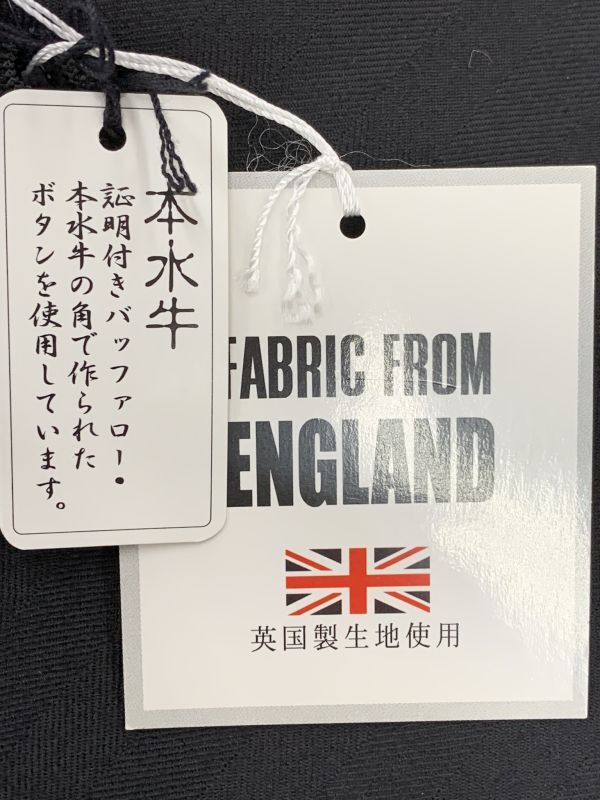 本水牛
証明付きバッファロー・
本水牛の角で作られた
ボタンを使用しています。
FABRIC FROM
ENGLAND
英国製生地使用